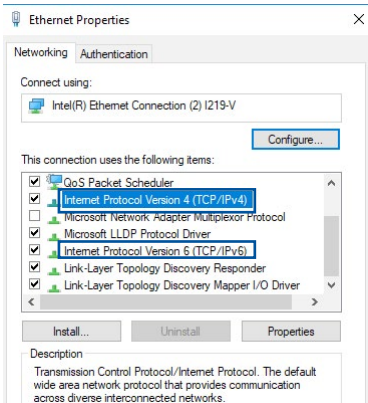 Ethernet Properties
Networking Authentication
Connect using:
Intel(R) Ethernet Connection (2) I219-V
Configure...
This connection uses the following items:
QoS Packet Scheduler
Internet Protocol Version 4 (TCP/IPv4)
Microsoft Network Adapter Multiplexor Protocol
Microsoft LLDP Protocol Driver
Internet Protocol Version 6 (TCP/IPv6)
Link-Layer Topology Discovery Responder
Link-Layer Topology Discovery Mapper I/O Driver
Install... Uninstall Properties
Description
Transmission Control Protocol/Internet Protocol. The default
wide area network protocol that provides communication
across diverse interconnected networks.